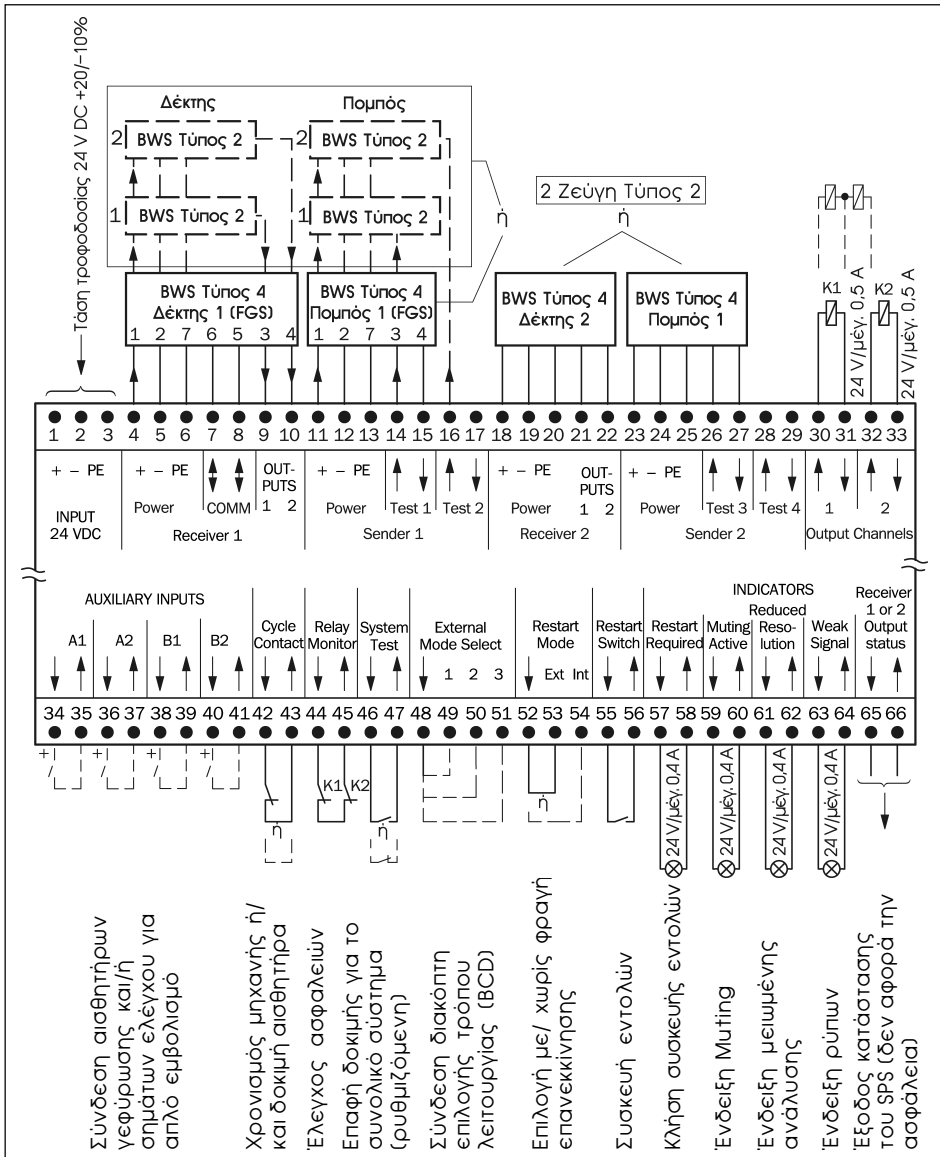 Τάση τροφοδοσίας 24 V DC +20/−10%
Δέκτης
Πομπός
2 BWS Τύπος 2
2 BWS Τύπος 2
1 BWS Τύπος 2
1 BWS Τύπος 2
ή
2 Ζεύγη Τύπος 2
ή
BWS Τύπος 4
Δέκτης 1 (FGS)
1 2 7 6 5 3 4
BWS Τύπος 4
Πομπός 1 (FGS)
1 2 7 3 4
BWS Τύπος 4
Δέκτης 2
BWS Τύπος 4
Πομπός 1
K1
24 V/μέγ. 0,5 A
K2
24 V/μέγ. 0,5 A
1 2 3 4 5 6 7 8 9 10 11 12 13 14 15 16 17 18 19 20 21 22 23 24 25 26 27 28 29 30 31 32 33
+ − PE
INPUT
24 VDC
+ − PE
Power
COMM
OUT-
PUTS
1 2
Receiver 1
+ − PE
Power
Test 1
Test 2
Sender 1
+ − PE
Power
OUT-
PUTS
1 2
Receiver 2
+ − PE
Power
Test 3
Test 4
Sender 2
1 2
Output Channels
AUXILIARY INPUTS
A1 A2 B1 B2
Cycle
Contact
Relay
Monitor
System
Test
External
Mode Select
1 2 3
Restart
Mode
Ext Int
Restart
Switch
INDICATORS
Restart
Required
Muting
Active
Reduced
Reso-
lution
Weak
Signal
Receiver
1 or 2
Output
status
34 35 36 37 38 39 40 41 42 43 44 45 46 47 48 49 50 51 52 53 54 55 56 57 58 59 60 61 62 63 64 65 66
+ + + +
ή
K1 K2
ή
ή
24 V/μέγ. 0,4 A
24 V/μέγ. 0,4 A
24 V/μέγ. 0,4 A
24 V/μέγ. 0,4 A
Σύνδεση αισθητήρων
γεφύρωσης και/ή
σημάτων ελέγχου για
απλό εμβολισμό
Χρονισμός μηχανής ή/
και δοκιμή αισθητήρα
Έλεγχος ασφαλειών
Επαφή δοκιμής για το
συνολικό σύστημα
(ρυθμιζόμενη)
Σύνδεση διακόπτη
επιλογής τρόπου
λειτουργίας (BCD)
Επιλογή με/ χωρίς φραγή
επανεκκίνησης
Συσκευή εντολών
Κλήση συσκευής εντολών
Ένδειξη Muting
Ένδειξη μειωμένης
ανάλυσης
Ένδειξη ρύπων
Έξοδος κατάστασης
του SPS (δεν αφορά την
ασφάλεια)